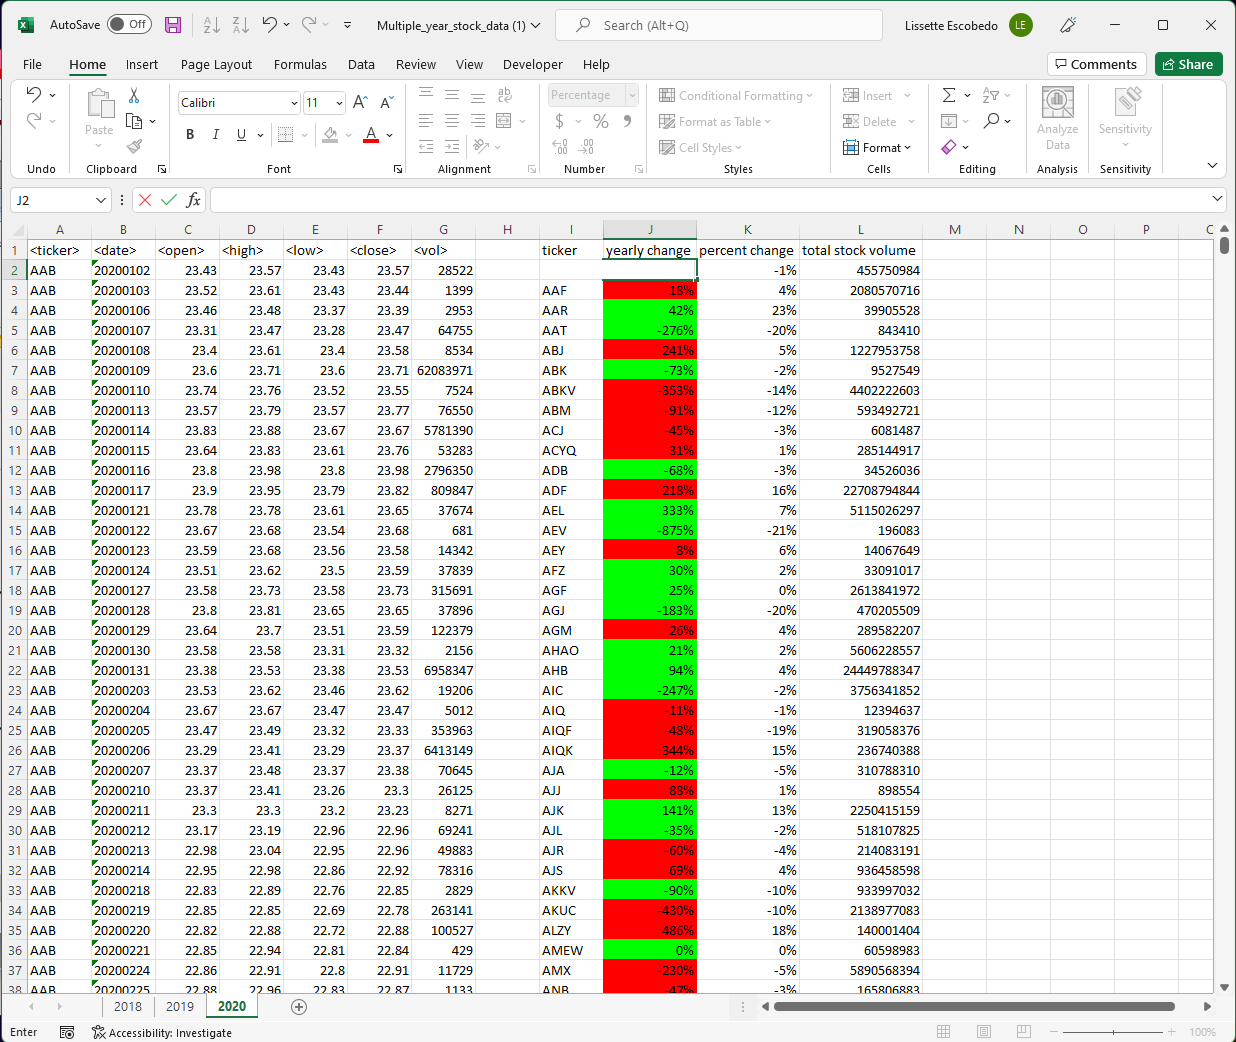 AutoSave Off Multiple_year_stock_data (1) Search (Alt+Q) Lissette Escobedo LE
File Home Insert Page Layout Formulas Data Review View Developer Help Comments Share
Calibri 11 Percentage Conditional Formatting Insert
Paste Format as Table Delete Analyze Data Sensitivity
B I U A $ % 9 Cell Styles Format
Undo Clipboard Font Alignment Number Styles Cells Editing Analysis Sensitivity
J2 fx
A B C D E F G H I J K L M N O P
1 <ticker> <date> <open> <high> <low> <close> <vol> ticker yearly change percent change total stock volume
2 AAB 20200102 23.43 23.57 23.43 23.57 28522 -1% 455750984
3 AAB 20200103 23.52 23.61 23.43 23.44 1399 AAF 18% 4% 2080570716
4 AAB 20200106 23.46 23.48 23.37 23.39 2953 AAR 42% 23% 39905528
5 AAB 20200107 23.31 23.47 23.28 23.47 64755 AAT -276% -20% 843410
6 AAB 20200108 23.4 23.61 23.4 23.58 8534 ABJ 241% 5% 1227953758
7 AAB 20200109 23.6 23.71 23.6 23.71 62083971 ABK -73% -2% 9527549
8 AAB 20200110 23.74 23.76 23.52 23.55 7524 ABKV -353% -14% 4402222603
9 AAB 20200113 23.57 23.79 23.57 23.77 76550 ABM -91% -12% 593492721
10 AAB 20200114 23.83 23.88 23.67 23.67 5781390 ACJ -45% -3% 6081487
11 AAB 20200115 23.64 23.83 23.61 23.76 53283 ACYQ 31% 1% 285144917
12 AAB 20200116 23.8 23.98 23.8 23.98 2796350 ADB -68% -3% 34526036
13 AAB 20200117 23.9 23.95 23.79 23.82 809847 ADF 218% 16% 22708794844
14 AAB 20200121 23.78 23.78 23.61 23.65 37674 AEL 333% 7% 5115026297
15 AAB 20200122 23.67 23.68 23.54 23.68 681 AEV -875% -21% 196083
16 AAB 20200123 23.59 23.68 23.56 23.58 14342 AEY 8% 6% 14067649
17 AAB 20200124 23.51 23.62 23.5 23.59 37839 AFZ 30% 2% 33091017
18 AAB 20200127 23.58 23.73 23.58 23.73 315691 AGF 25% 0% 2613841972
19 AAB 20200128 23.8 23.81 23.65 23.65 37896 AGJ -183% -20% 470205509
20 AAB 20200129 23.64 23.7 23.51 23.59 122379 AGM 26% 4% 289582207
21 AAB 20200130 23.58 23.58 23.31 23.32 2156 AHAO 21% 2% 5606228557
22 AAB 20200131 23.38 23.53 23.38 23.53 6958347 AHB 94% 4% 24449788347
23 AAB 20200203 23.53 23.62 23.46 23.62 19206 AIC -247% -2% 3756341852
24 AAB 20200204 23.67 23.67 23.47 23.47 5012 AIQ -11% -1% 12394637
25 AAB 20200205 23.47 23.49 23.32 23.33 353963 AIQF -48% -19% 319058376
26 AAB 20200206 23.29 23.41 23.29 23.37 6413149 AIQK 344% 15% 236740388
27 AAB 20200207 23.37 23.48 23.37 23.38 70645 AJA -12% -5% 310788310
28 AAB 20200210 23.37 23.41 23.26 23.3 26125 AJJ 88% 1% 898554
29 AAB 20200211 23.3 23.3 23.2 23.23 8271 AJK 141% 13% 2250415159
30 AAB 20200212 23.17 23.19 22.96 22.96 69241 AJL -35% -2% 518107825
31 AAB 20200213 22.98 23.04 22.95 22.96 49883 AJR -60% -4% 214083191
32 AAB 20200214 22.95 22.98 22.86 22.92 78316 AJS 69% 4% 936458598
33 AAB 20200218 22.83 22.89 22.76 22.85 2829 AKKV -90% -10% 933997032
34 AAB 20200219 22.85 22.85 22.69 22.78 263141 AKUC -430% -10% 2138977083
35 AAB 20200220 22.82 22.88 22.72 22.88 100527 ALZY 486% 18% 140001404
36 AAB 20200221 22.85 22.94 22.81 22.84 429 AMEW 0% 0% 60598983
37 AAB 20200224 22.86 22.91 22.8 22.91 11729 AMX -230% -5% 5890568394
38 AAB 20200225 22.88 22.96 22.83 22.87 1133 ANB -47% -3% 165806883
2018 2019 2020
Enter Accessibility: Investigate 100%